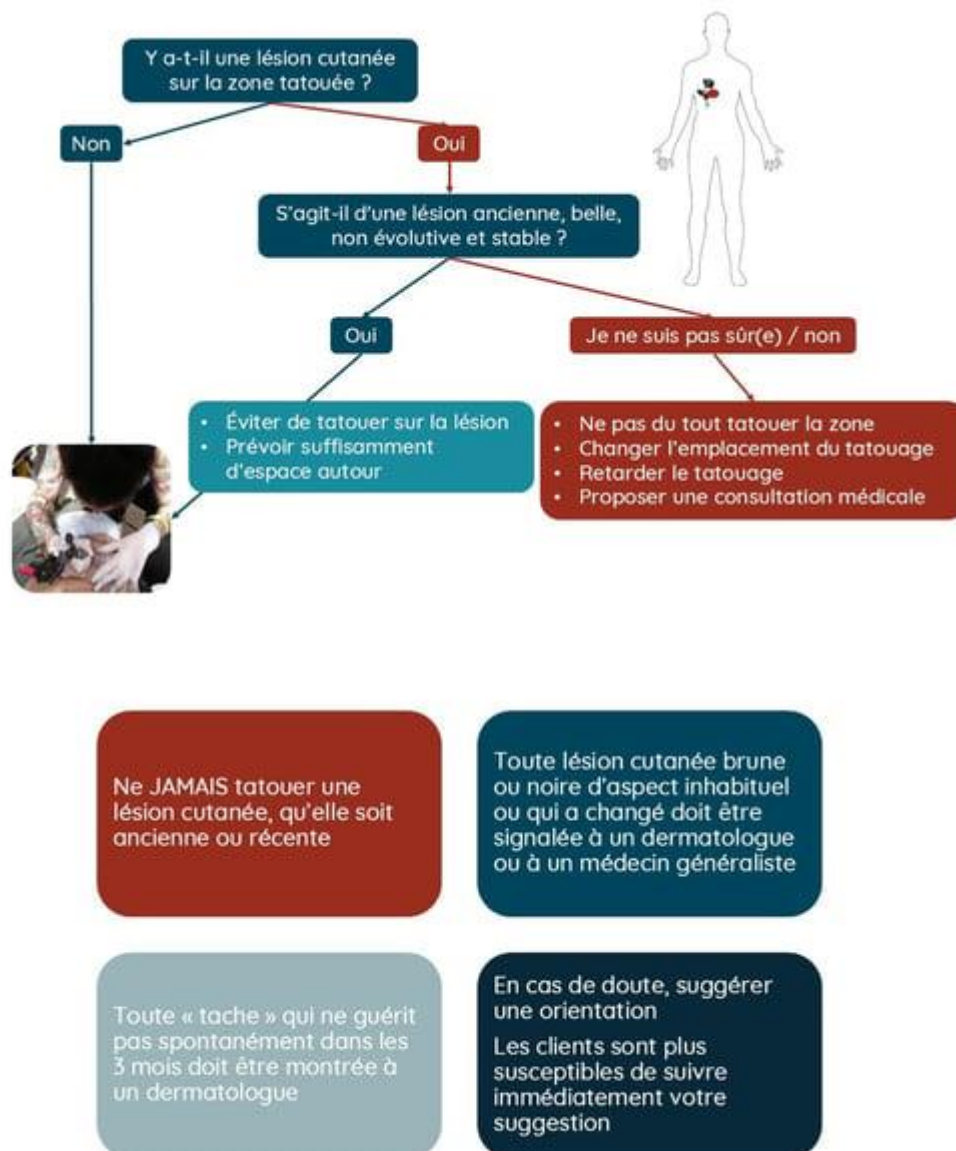 Y a-t-il une lésion cutanée
sur la zone tatouée ?
Non
Oui
S'agit-il d'une lésion ancienne, belle,
non évolutive et stable ?
Oui
Je ne suis pas sûr(e) / non
• Éviter de tatouer sur la lésion
• Prévoir suffisamment
d'espace autour
• Ne pas du tout tatouer la zone
• Changer l'emplacement du tatouage
• Retarder le tatouage
• Proposer une consultation médicale
Ne JAMAIS tatouer une
lésion cutanée, qu'elle soit
ancienne ou récente
Toute lésion cutanée brune
ou noire d'aspect inhabituel
ou qui a changé doit être
signalée à un dermatologue
ou à un médecin généraliste
Toute « tache » qui ne guérit
pas spontanément dans les
3 mois doit être montrée à
un dermatologue
En cas de doute, suggérer
une orientation
Les clients sont plus
susceptibles de suivre
immédiatement votre
suggestion